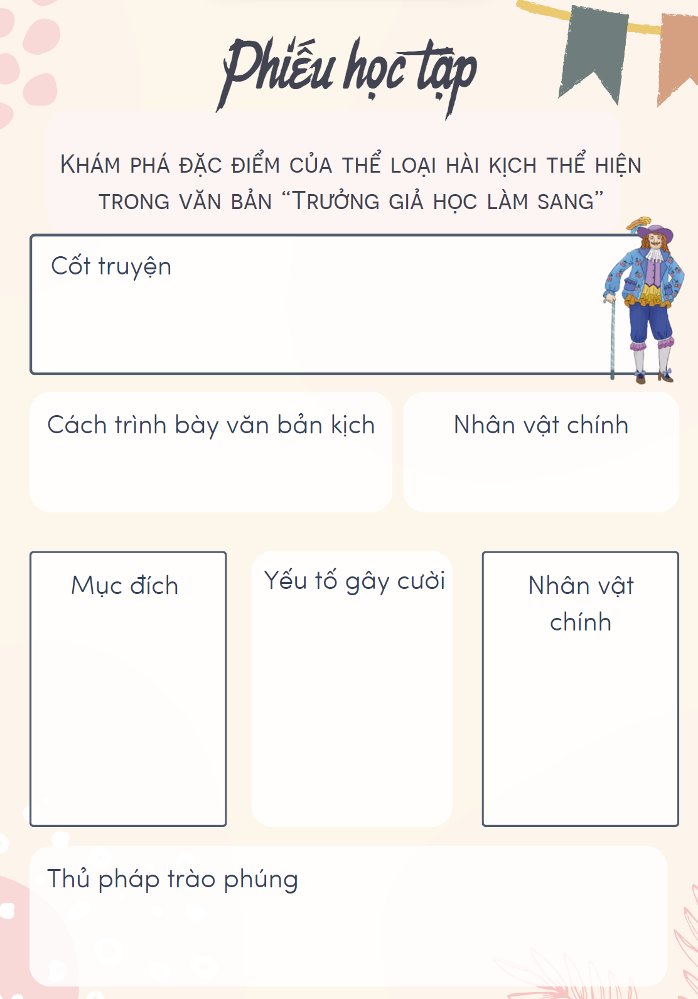 Phiếu học tập
Khám phá đặc điểm của thể loại hài kịch thể hiện
trong văn bản “Trưởng giả học làm sang”
Cốt truyện
Cách trình bày văn bản kịch
Nhân vật chính
Mục đích
Yếu tố gây cười
Nhân vật
chính
Thủ pháp trào phúng